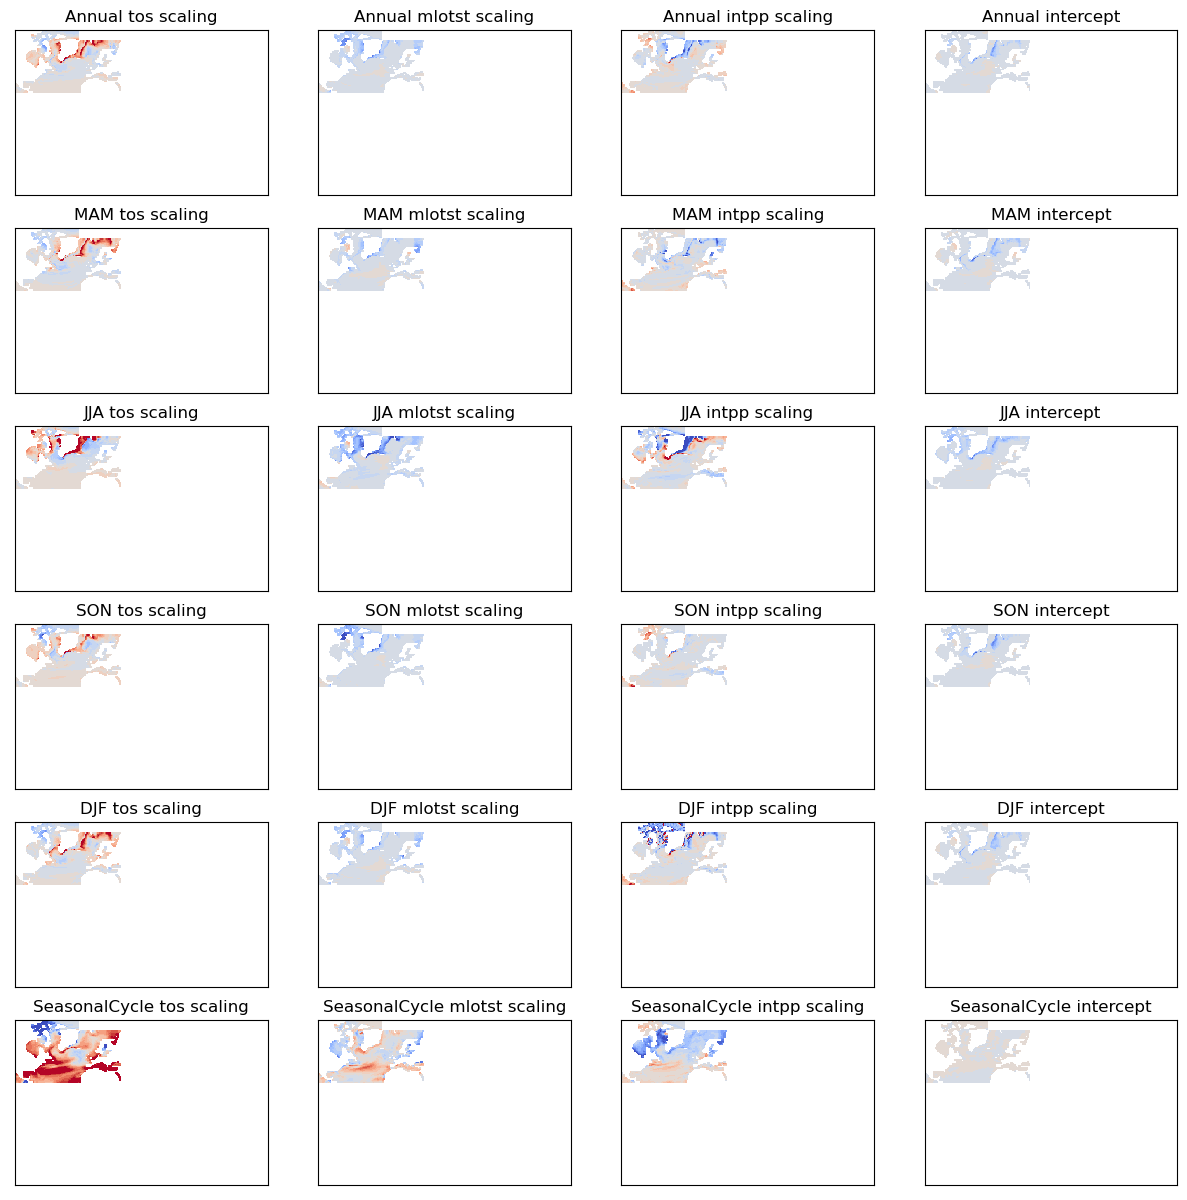 Annual tos scaling
Annual mlotst scaling
Annual intpp scaling
Annual intercept
MAM tos scaling
MAM mlotst scaling
MAM intpp scaling
MAM intercept
JJA tos scaling
JJA mlotst scaling
JJA intpp scaling
JJA intercept
SON tos scaling
SON mlotst scaling
SON intpp scaling
SON intercept
DJF tos scaling
DJF mlotst scaling
DJF intpp scaling
DJF intercept
SeasonalCycle tos scaling
SeasonalCycle mlotst scaling
SeasonalCycle intpp scaling
SeasonalCycle intercept